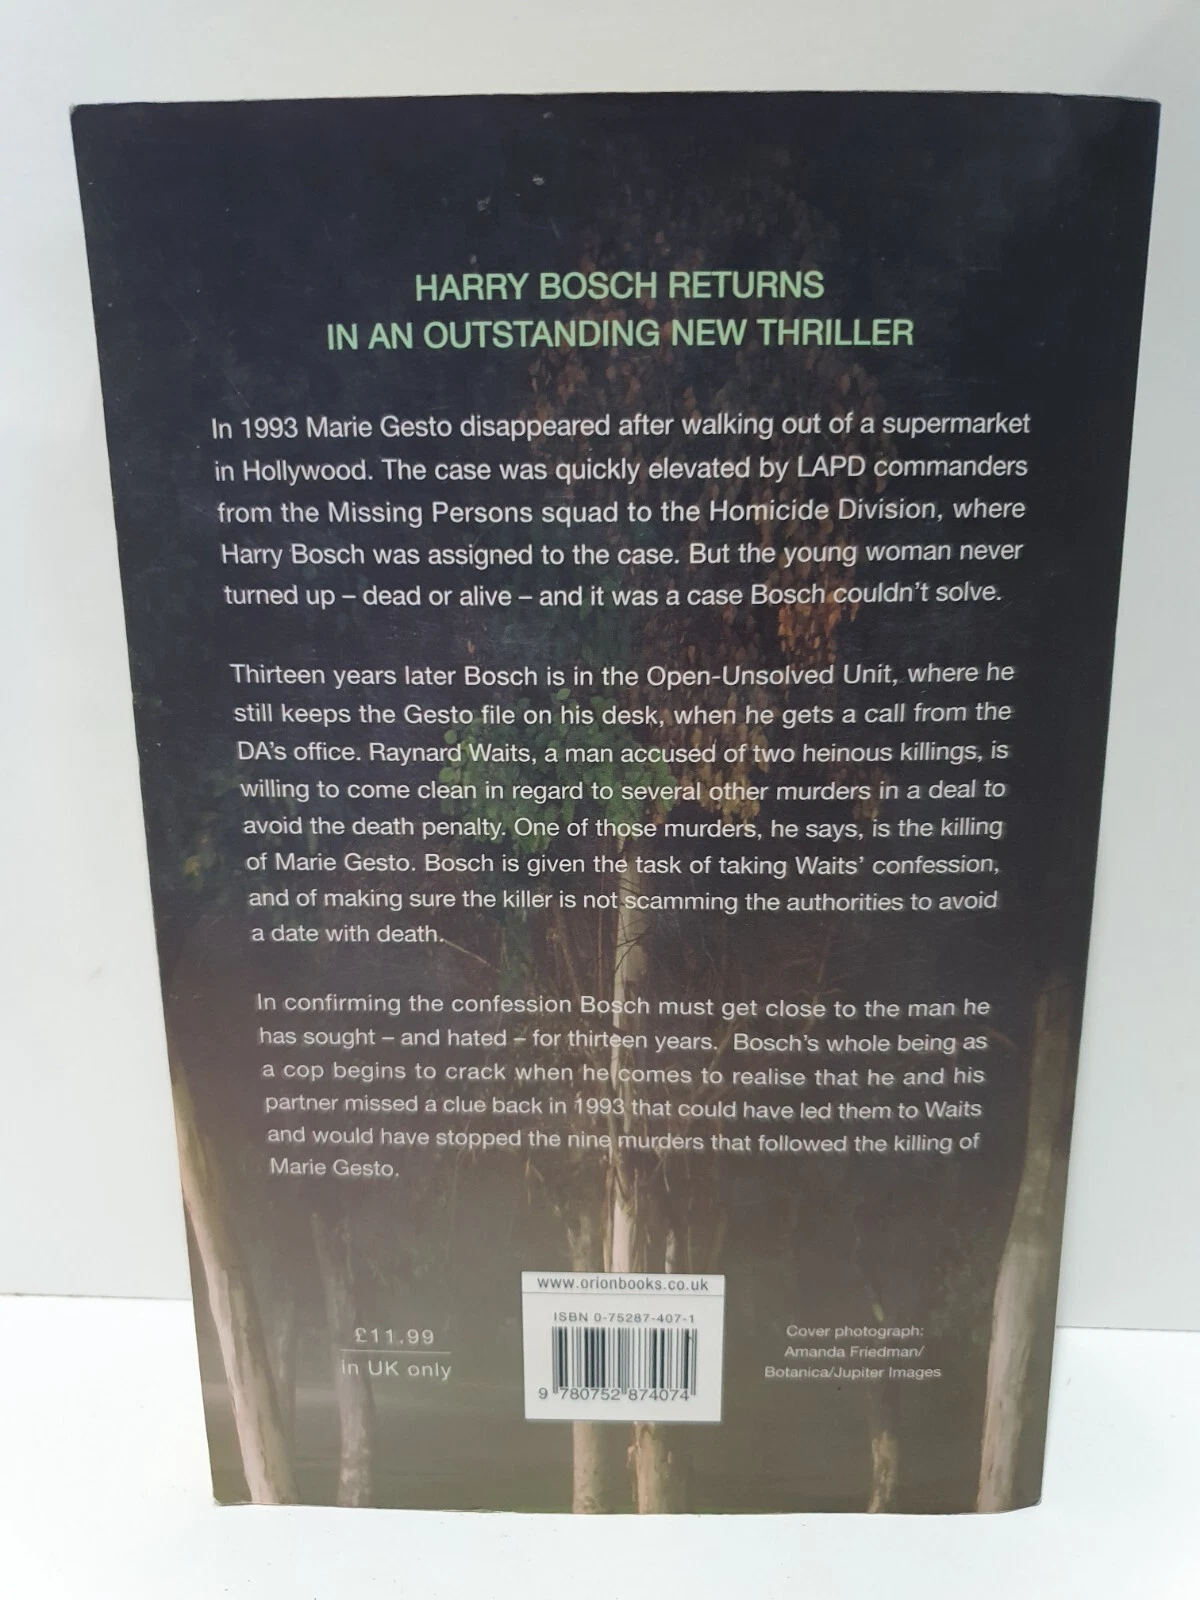 HARRY BOSCH RETURNS
IN AN OUTSTANDING NEW THRILLER
In 1993 Marie Gesto disappeared after walking out of a supermarket
in Hollywood. The case was quickly elevated by LAPD commanders
from the Missing Persons squad to the Homicide Division, where
Harry Bosch was assigned to the case. But the young woman never
turned up – dead or alive – and it was a case Bosch couldn't solve.
Thirteen years later Bosch is in the Open-Unsolved Unit, where he
still keeps the Gesto file on his desk, when he gets a call from the
DA's office. Raynard Waits, a man accused of two heinous killings, is
willing to come clean in regard to several other murders in a deal to
avoid the death penalty. One of those murders, he says, is the killing
of Marie Gesto. Bosch is given the task of taking Waits' confession,
and of making sure the killer is not scamming the authorities to avoid
a date with death.
In confirming the confession Bosch must get close to the man he
has sought – and hated – for thirteen years. Bosch's whole being as
a cop begins to crack when he comes to realise that he and his
partner missed a clue back in 1993 that could have led them to Waits
and would have stopped the nine murders that followed the killing of
Marie Gesto.
www.orionbooks.co.uk
ISBN 0-75287-407-1
9 780752 874074
£11.99
in UK only
Cover photograph:
Amanda Friedman/
Botanica/Jupiter Images